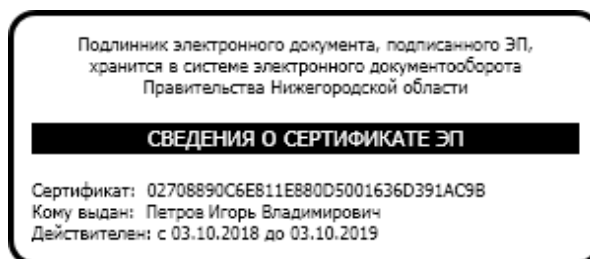 Подлинник электронного документа, подписанного ЭП,
хранится в системе электронного документооборота
Правительства Нижегородской области
СВЕДЕНИЯ О СЕРТИФИКАТЕ ЭП
Сертификат: 02708890C6E811E880D5001636D391AC9B
Кому выдан: Петров Игорь Владимирович
Действителен: с 03.10.2018 до 03.10.2019